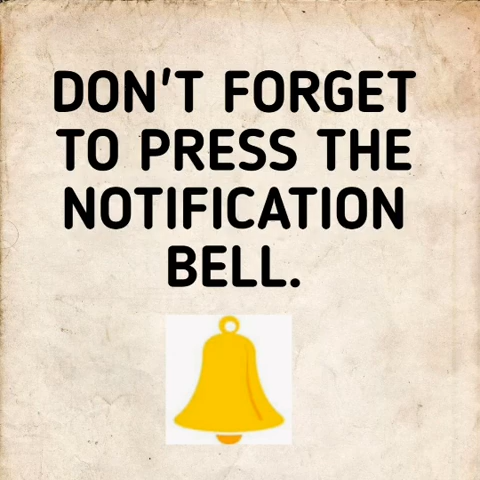 DON'T FORGET
TO PRESS THE
NOTIFICATION
BELL.